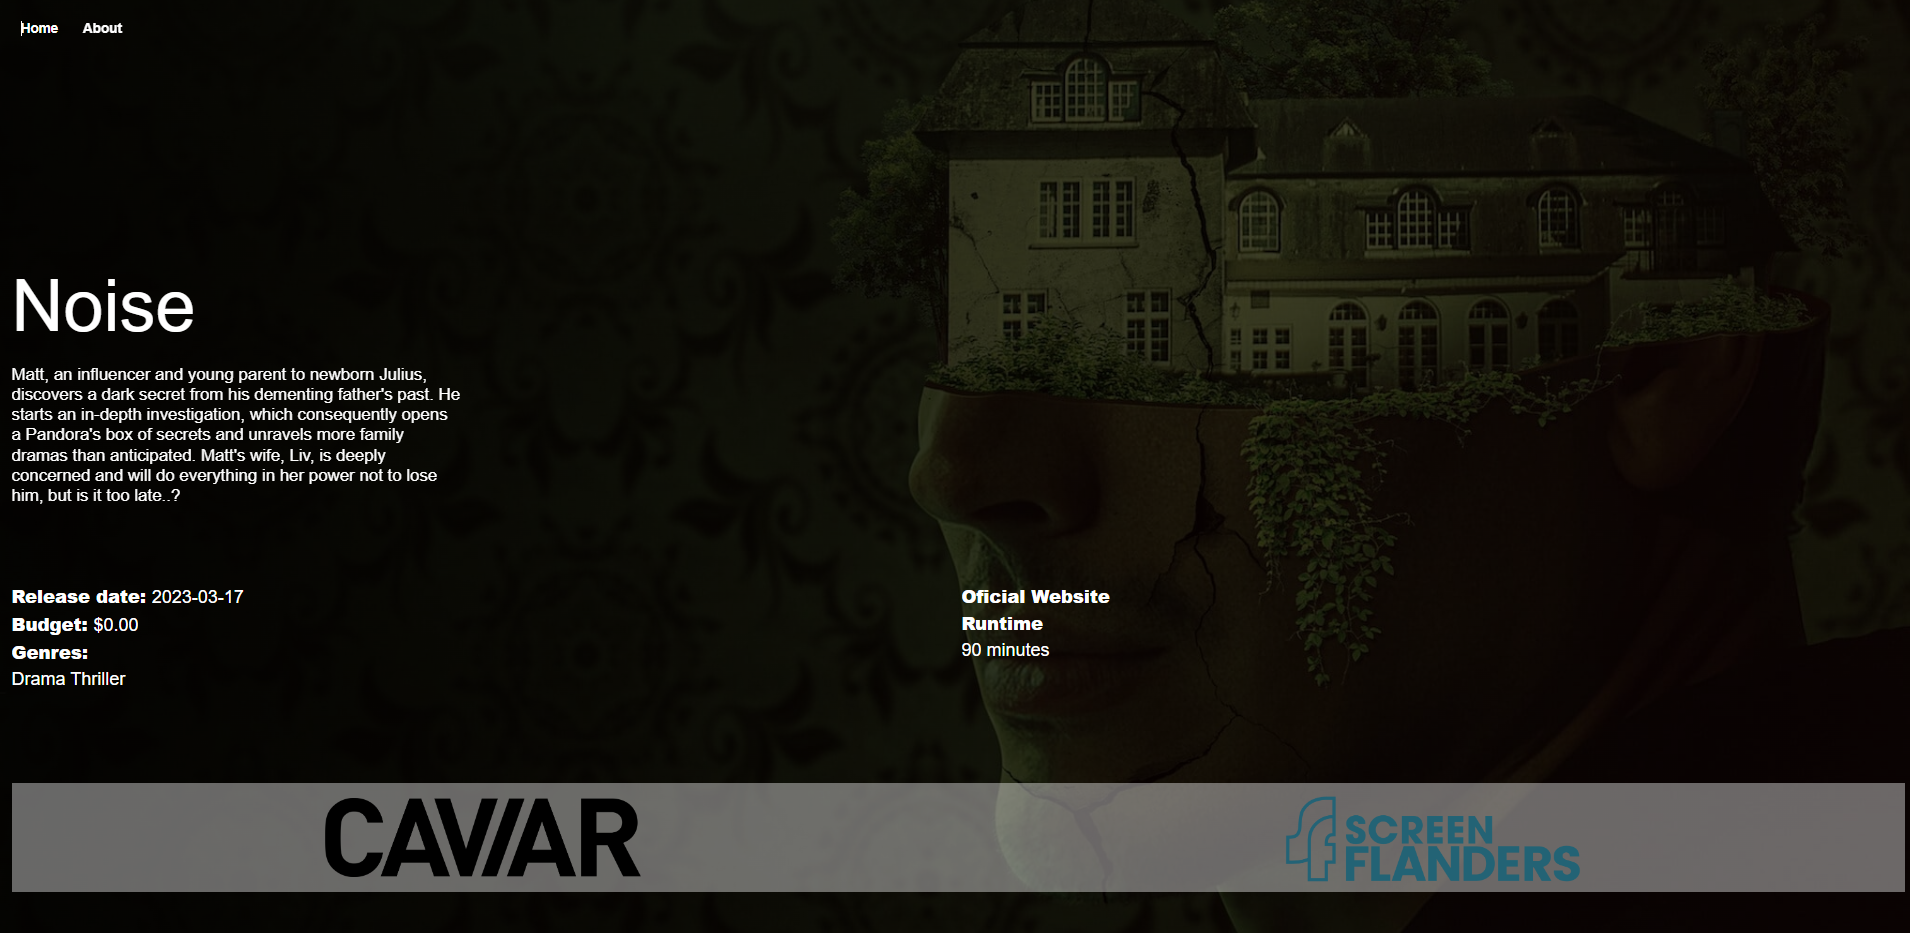 Home About
Noise
Matt, an influencer and young parent to newborn Julius,
discovers a dark secret from his dementing father's past. He
starts an in-depth investigation, which consequently opens
a Pandora's box of secrets and unravels more family
dramas than anticipated. Matt's wife, Liv, is deeply
concerned and will do everything in her power not to lose
him, but is it too late..?
Release date: 2023-03-17
Budget: $0.00
Genres:
Drama Thriller
Oficial Website
Runtime
90 minutes
CAVIAR
SCREEN
FLANDERS